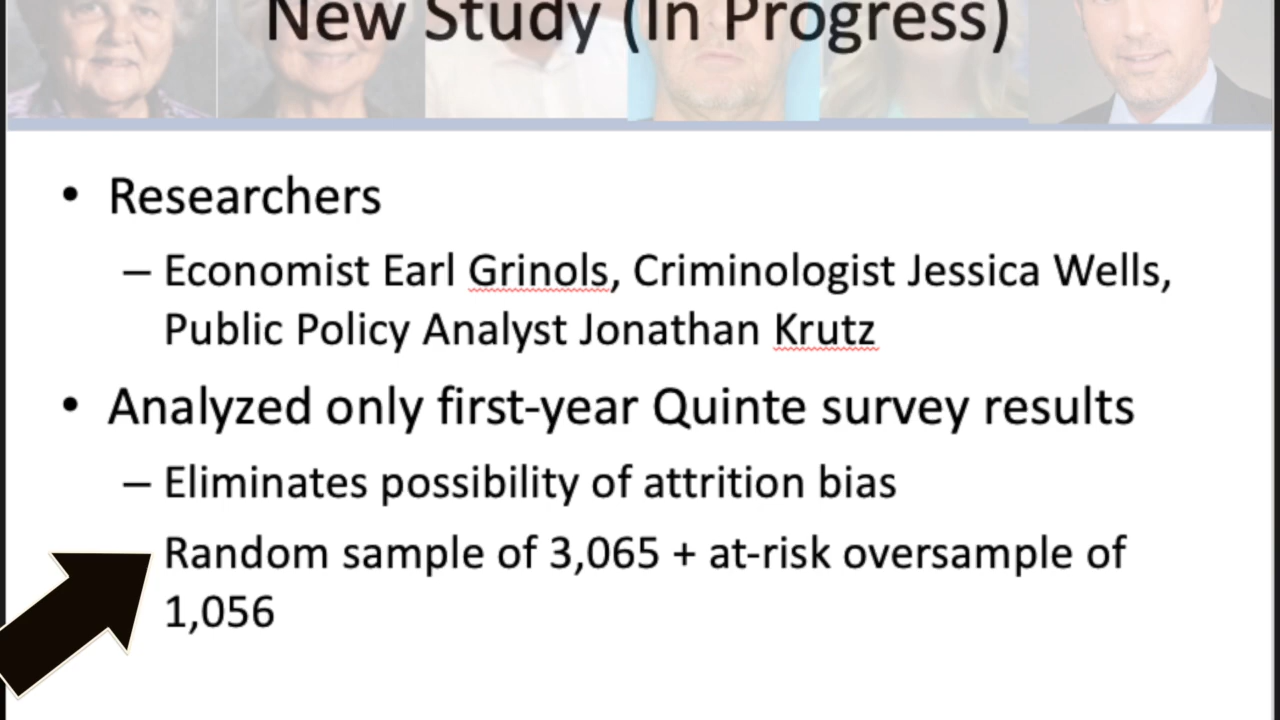 New Study (In Progress)
• Researchers
– Economist Earl Grinols, Criminologist Jessica Wells,
Public Policy Analyst Jonathan Krutz
• Analyzed only first-year Quinte survey results
– Eliminates possibility of attrition bias
Random sample of 3,065 + at-risk oversample of
1,056